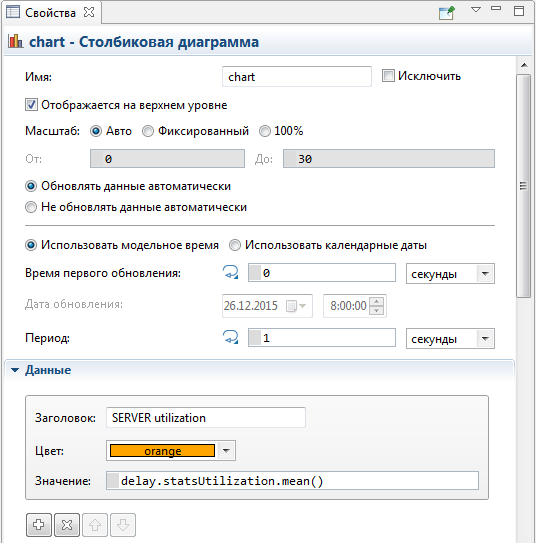 Свойства
chart - Столбиковая диаграмма
Имя: chart Исключить
Отображается на верхнем уровне
Масштаб: Авто Фиксированный 100%
От: 0 До: 30
Обновлять данные автоматически
Не обновлять данные автоматически
Использовать модельное время Использовать календарные даты
Время первого обновления: 0 секунды
Дата обновления: 26.12.2015 8:00:00
Период: 1 секунды
Данные
Заголовок: SERVER utilization
Цвет: orange
Значение: delay.statsUtilization.mean()